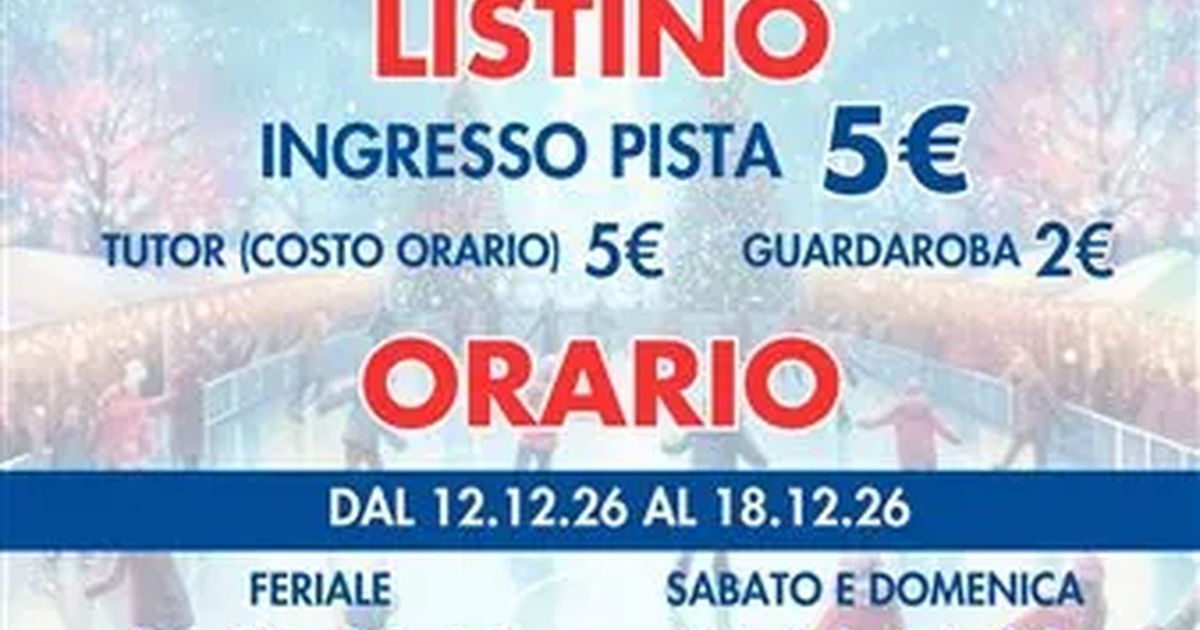 LISTINO
INGRESSO PISTA 5€
TUTOR (COSTO ORARIO) 5€ GUARDAROBA 2€
ORARIO
DAL 12.12.26 AL 18.12.26
FERIALE SABATO E DOMENICA